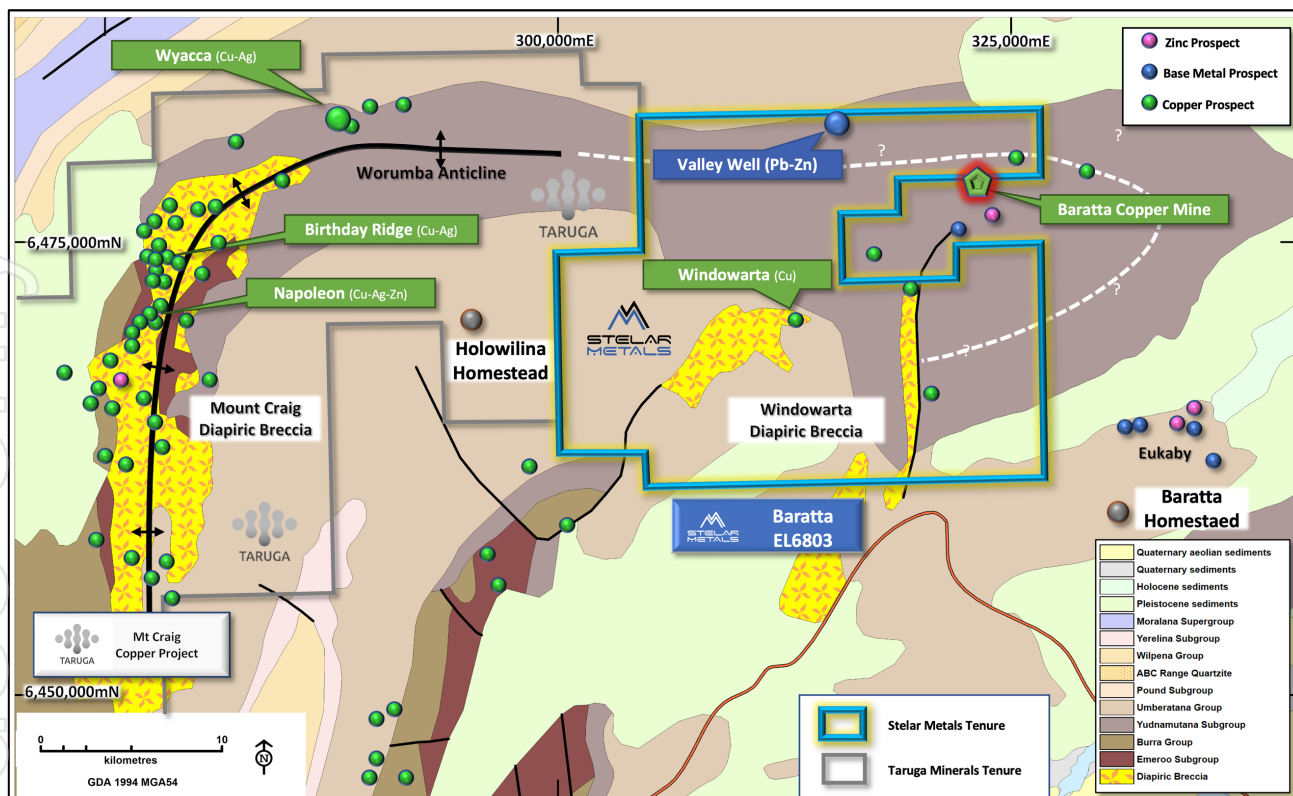 300,000mE
325,000mE
Wyacca (Cu-Ag)
Zinc Prospect
Base Metal Prospect
Copper Prospect
Worumba Anticline
Valley Well (Pb-Zn)
?
?
TARUGA
Baratta Copper Mine
Birthday Ridge (Cu-Ag)
6,475,000mN
Windowarta (Cu)
?
Napoleon (Cu-Ag-Zn)
STELAR
METALS
Holowilina
Homestead
?
Mount Craig
Diapiric Breccia
Windowarta
Diapiric Breccia
Eukaby
TARUGA
STELAR
METALS
Baratta
EL6803
Baratta
Homestaed
Quaternary aeolian sediments
Quaternary sediments
Holocene sediments
Pleistocene sediments
Moralana Supergroup
Yerelina Subgroup
Wilpena Group
ABC Range Quartzite
Pound Subgroup
Umberatana Group
Yudnamutana Subgroup
Burra Group
Emeroo Subgroup
Diapiric Breccia
TARUGA
Mt Craig
Copper Project
6,450,000mN
0 10
kilometres
N
GDA 1994 MGA54
Stelar Metals Tenure
Taruga Minerals Tenure